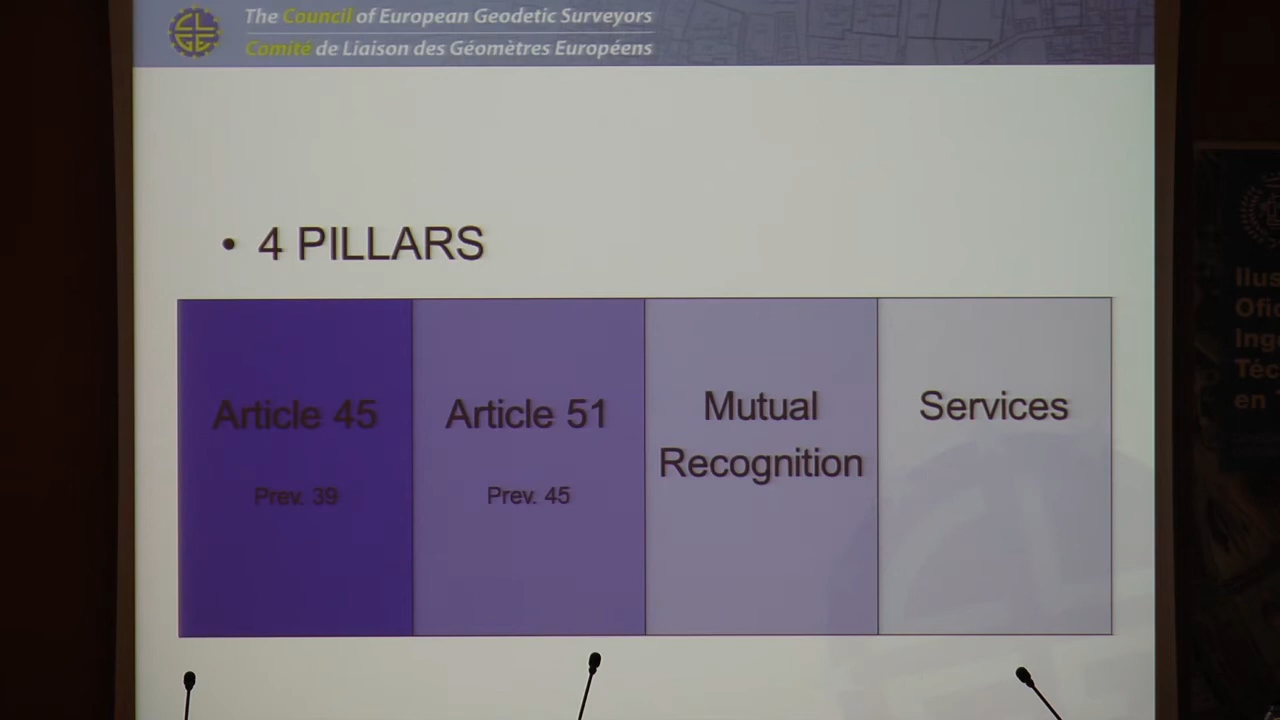 The Council of European Geodetic Surveyors
Comité de Liaison des Géomètres Européens
• 4 PILLARS
Article 45
Prev. 39
Article 51
Prev. 45
Mutual
Recognition
Services
en